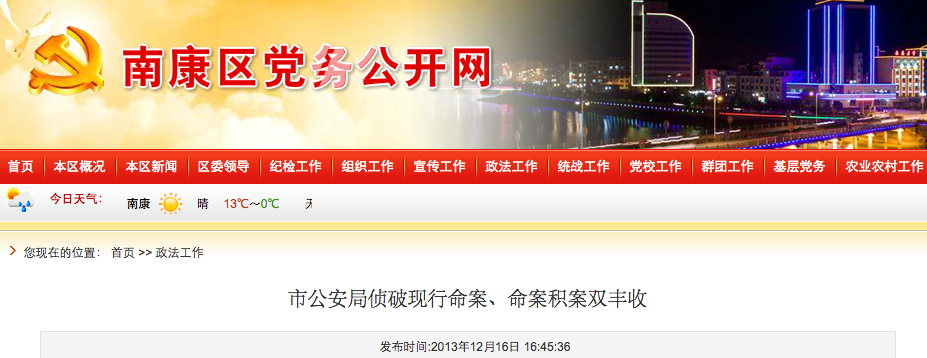 南康区党务公开网
首页 本区概况 本区新闻 区委领导 纪检工作 组织工作 宣传工作 政法工作 统战工作 党校工作 群团工作 基层党务 农业农村工作
今日天气： 南康 晴 13℃～0℃
您现在的位置： 首页 >> 政法工作
市公安局侦破现行命案、命案积案双丰收
发布时间:2013年12月16日 16:45:36